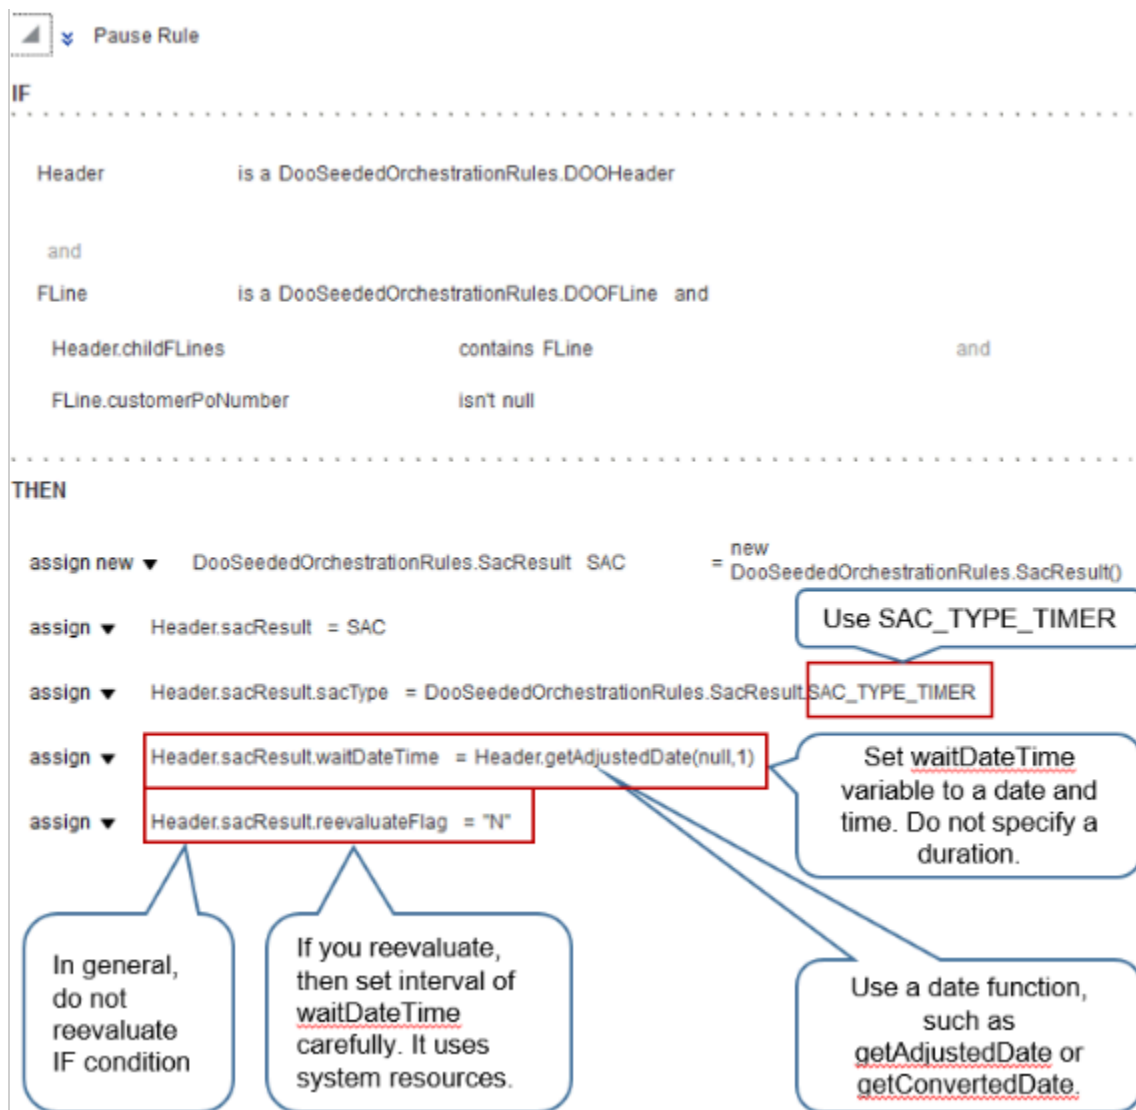 Pause Rule
IF
Header is a DooSeededOrchestrationRules.DOOHeader
and
FLine is a DooSeededOrchestrationRules.DOOFLine and
Header.childFLines contains FLine and
FLine.customerPoNumber isn't null
THEN
assign new DooSeededOrchestrationRules.SacResult SAC = new
DooSeededOrchestrationRules.SacResult()
Use SAC_TYPE_TIMER
assign Header.sacResult = SAC
assign Header.sacResult.sacType = DooSeededOrchestrationRules.SacResult.SAC_TYPE_TIMER
assign Header.sacResult.waitDateTime = Header.getAdjustedDate(null,1)
Set waitDateTime
variable to a date and
time. Do not specify a
duration.
assign Header.sacResult.reevaluateFlag = "N"
In general,
do not
reevaluate
IF condition
If you reevaluate,
then set interval of
waitDateTime
carefully. It uses
system resources.
Use a date function,
such as
getAdjustedDate or
getConvertedDate.